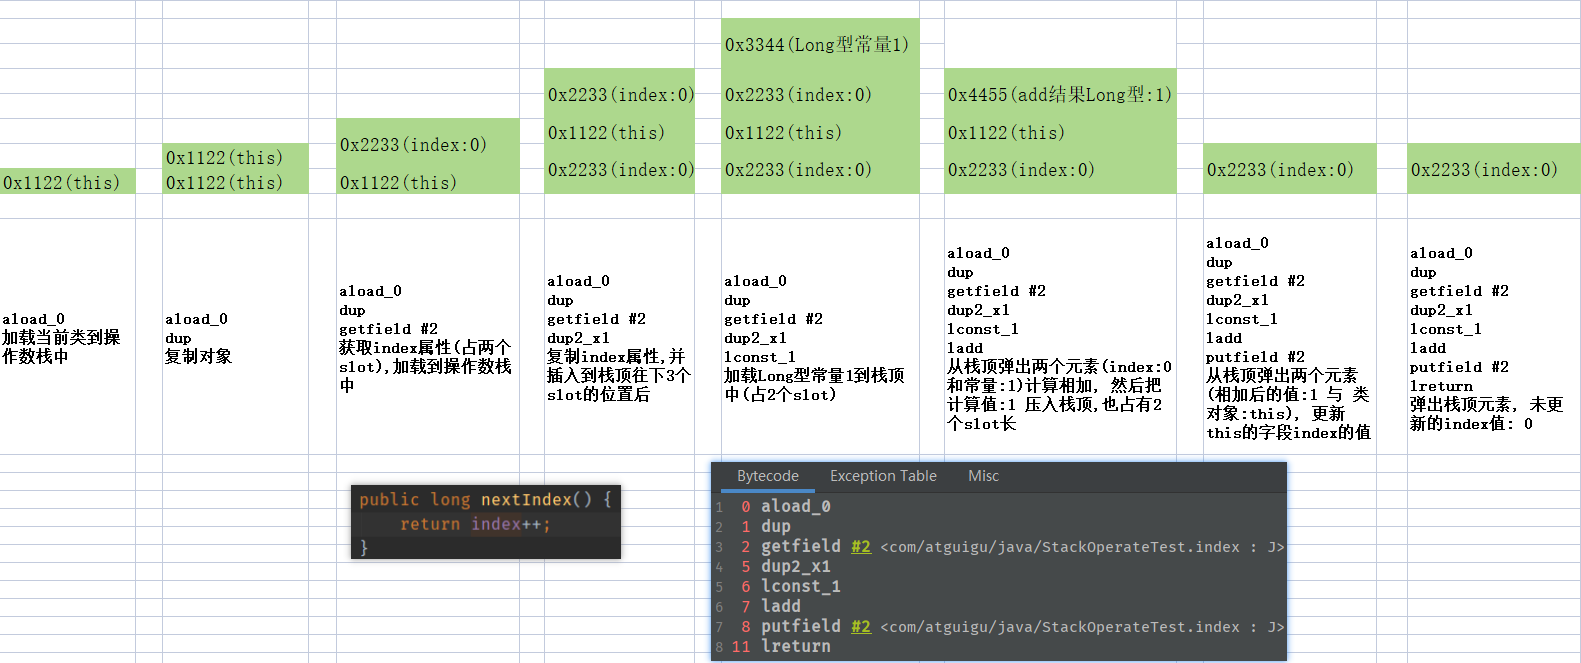 0x1122(this)
0x1122(this)
0x1122(this)
0x2233(index:0)
0x1122(this)
0x2233(index:0)
0x1122(this)
0x2233(index:0)
0x3344(Long型常量1)
0x2233(index:0)
0x1122(this)
0x2233(index:0)
0x4455(add结果Long型:1)
0x1122(this)
0x2233(index:0)
0x2233(index:0)
0x2233(index:0)
aload_0
加载当前类到操
作数栈中
aload_0
dup
复制对象
aload_0
dup
getfield #2
获取index属性(占两个
slot),加载到操作数栈
中
aload_0
dup
getfield #2
dup2_x1
复制index属性,并
插入到栈顶往下3个
slot的位置后
aload_0
dup
getfield #2
dup2_x1
lconst_1
加载Long型常量1到栈顶
中(占2个slot)
aload_0
dup
getfield #2
dup2_x1
lconst_1
ladd
从栈顶弹出两个元素(index:0
和常量:1)计算相加, 然后把
计算值:1 压入栈顶,也占有2
个slot长
aload_0
dup
getfield #2
dup2_x1
lconst_1
ladd
putfield #2
从栈顶弹出两个元素
(相加后的值:1 与 类
对象:this), 更新
this的字段index的值
aload_0
dup
getfield #2
dup2_x1
lconst_1
ladd
putfield #2
lreturn
弹出栈顶元素, 未更
新的index值: 0
public long nextIndex() {
return index++;
}
Bytecode Exception Table Misc
1 0 aload_0
2 1 dup
3 2 getfield #2 <com/atguigu/java/StackOperateTest.index : J>
4 5 dup2_x1
5 6 lconst_1
6 7 ladd
7 8 putfield #2 <com/atguigu/java/StackOperateTest.index : J>
8 11 lreturn